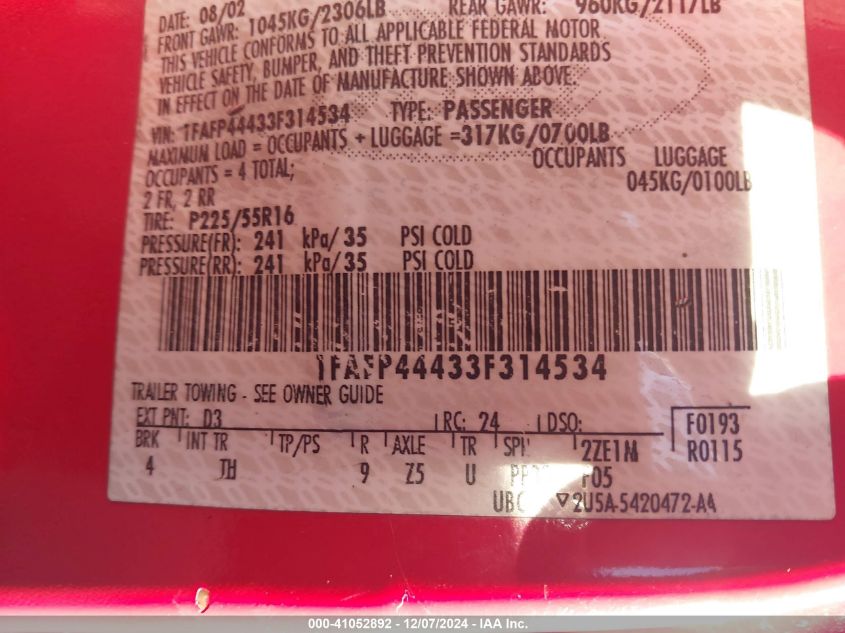 DATE: 08/02
FRONT GAWR: 1045KG/2306LB REAR GAWR: 960KG/2117LB
THIS VEHICLE CONFORMS TO ALL APPLICABLE FEDERAL MOTOR
VEHICLE SAFETY, BUMPER, AND THEFT PREVENTION STANDARDS
IN EFFECT ON THE DATE OF MANUFACTURE SHOWN ABOVE.
VIN: 1FAFP44433F314534 TYPE: PASSENGER
MAXIMUM LOAD = OCCUPANTS + LUGGAGE =317KG/0700LB
OCCUPANTS = 4 TOTAL; OCCUPANTS LUGGAGE
2 FR, 2 RR 045KG/0100LB
TIRE: P225/55R16
PRESSURE(FR): 241 kPa/ 35 PSI COLD
PRESSURE(RR): 241 kPa/ 35 PSI COLD
1FAFP44433F314534
TRAILER TOWING - SEE OWNER GUIDE
EXT PNT: D3 RC: 24 DSO: F0193
BRK INT TR TP/PS R AXLE TR 2ZE1M R0115
4 TH 9 Z5 U F05
2U5A-5420472-AA
000-41052892 - 12/07/2024 - IAA Inc.